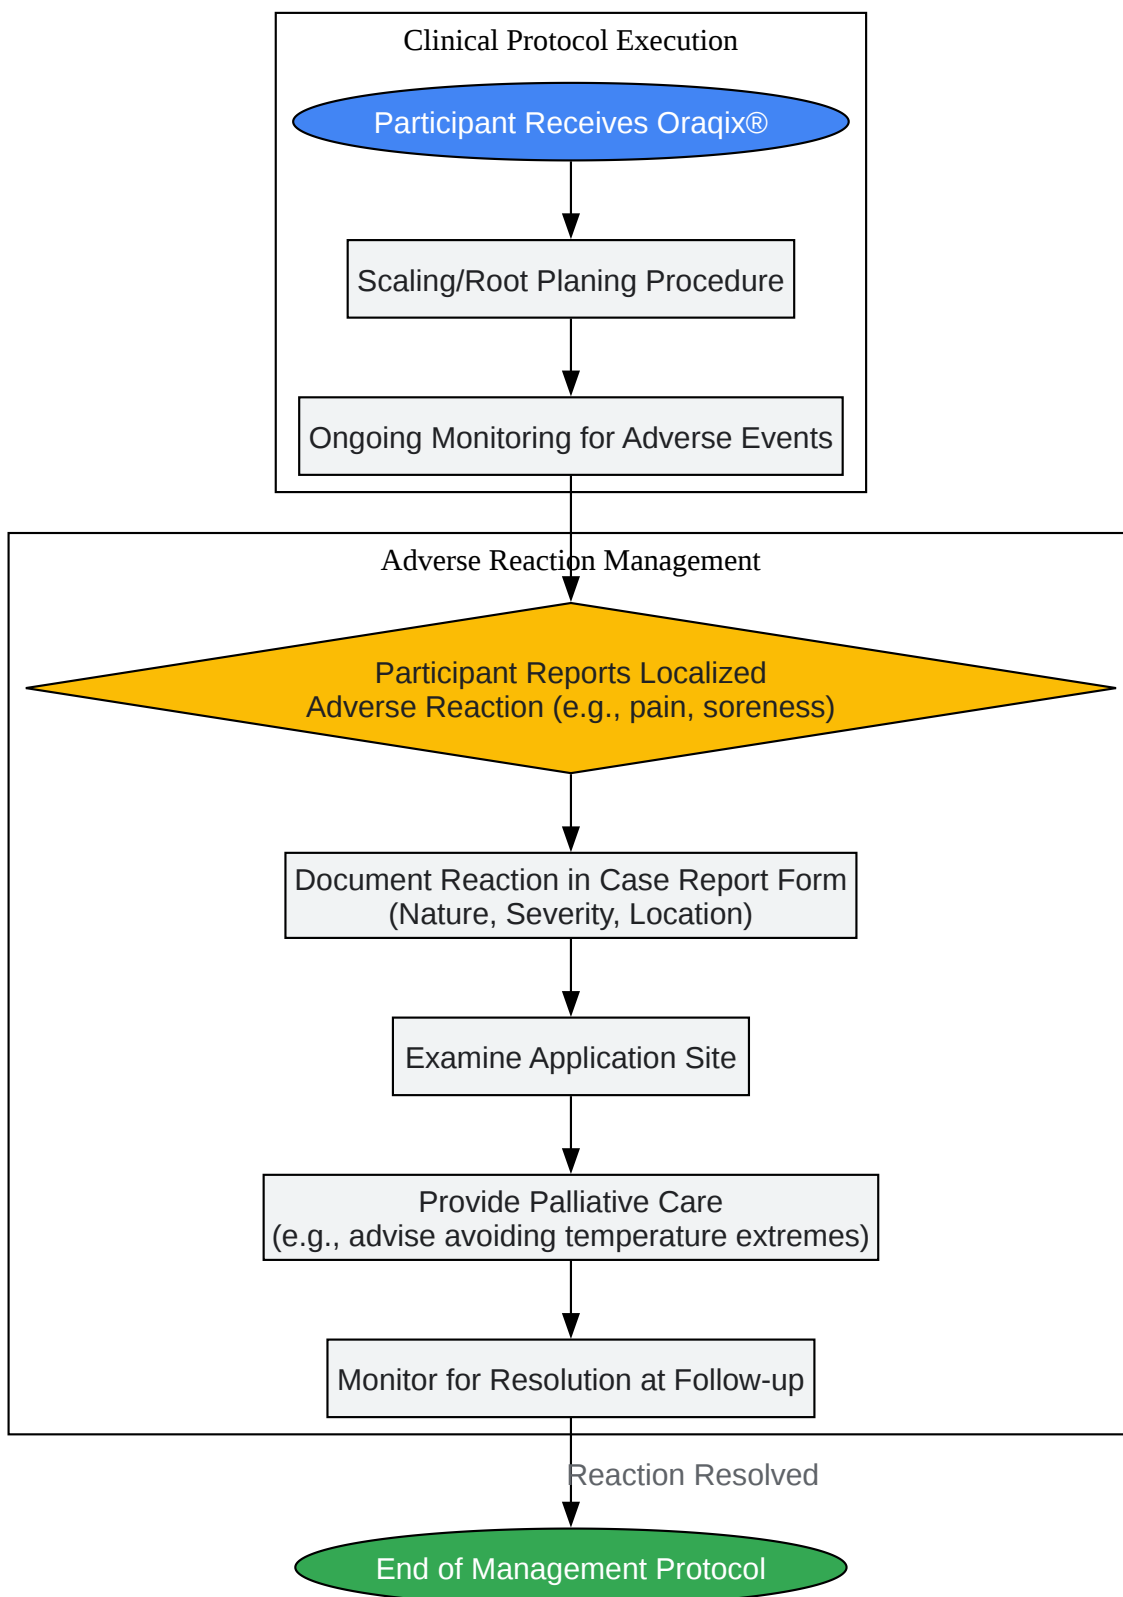 Clinical Protocol Execution
Participant Receives Oraqix®
Scaling/Root Planing Procedure
Ongoing Monitoring for Adverse Events
Adverse Reaction Management
Participant Reports Localized
Adverse Reaction (e.g., pain, soreness)
Document Reaction in Case Report Form
(Nature, Severity, Location)
Examine Application Site
Provide Palliative Care
(e.g., advise avoiding temperature extremes)
Monitor for Resolution at Follow-up
Reaction Resolved
End of Management Protocol